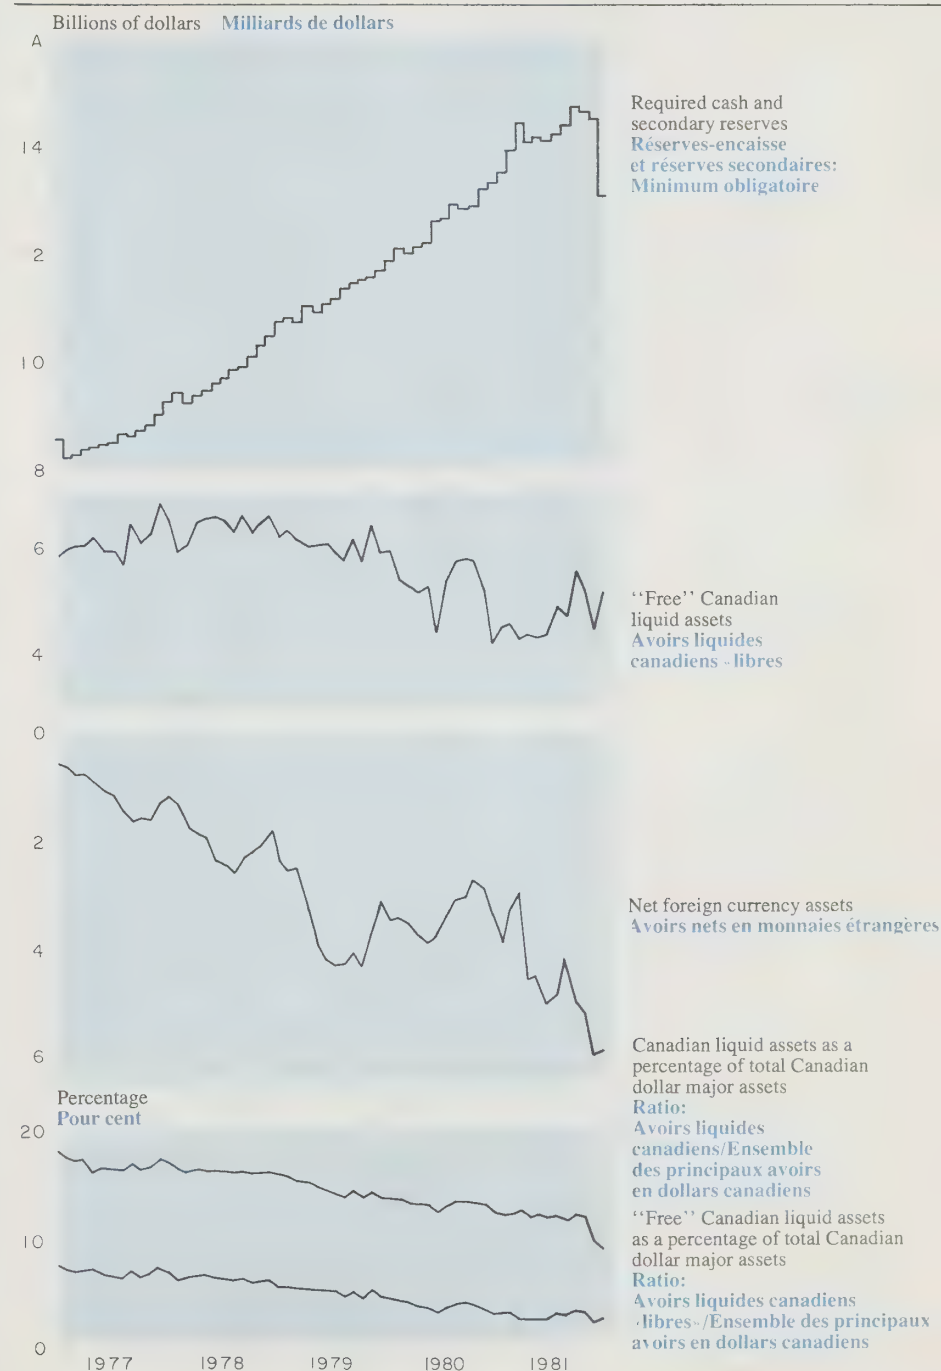 Billions of dollars Milliards de dollars
A
14
2
10
8
Required cash and
secondary reserves
Réserves-encaisse
et réserves secondaires:
Minimum obligatoire
6
4
"Free" Canadian
liquid assets
Avoirs liquides
canadiens - libres
0
2
4
6
Net foreign currency assets
Avoirs nets en monnaies étrangères
Percentage
Pour cent
20
10
0
Canadian liquid assets as a
percentage of total Canadian
dollar major assets
Ratio:
Avoirs liquides
canadiens/Ensemble
des principaux avoirs
en dollars canadiens
"Free" Canadian liquid assets
as a percentage of total Canadian
dollar major assets
Ratio:
Avoirs liquides canadiens
-libres-/Ensemble des principaux
avoirs en dollars canadiens
1977 1978 1979 1980 1981